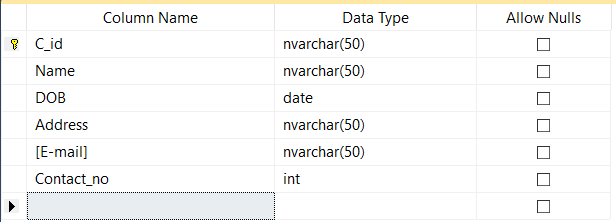 Column Name Data Type Allow Nulls
C_id nvarchar(50)
Name nvarchar(50)
DOB date
Address nvarchar(50)
[E-mail] nvarchar(50)
Contact_no int